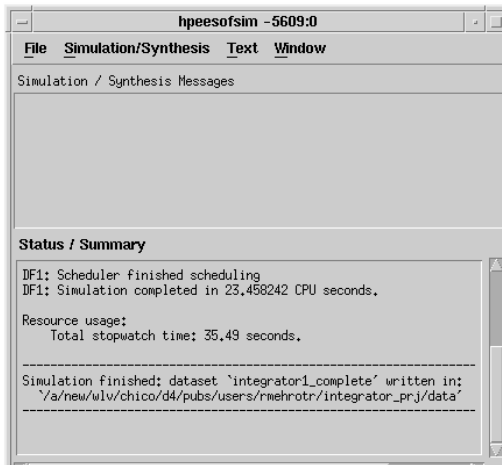 hpeesofsim -5609:0
File Simulation/Synthesis Text Window
Simulation / Synthesis Messages
Status / Summary
DF1: Scheduler finished scheduling
DF1: Simulation completed in 23.458242 CPU seconds.
Resource usage:
Total stopwatch time: 35.49 seconds.
------------------------------------------------------------
Simulation finished: dataset `integrator1_complete' written in:
`/a/new/wlv/chico/d4/pubs/users/rmehrotr/integrator_prj/data'
------------------------------------------------------------